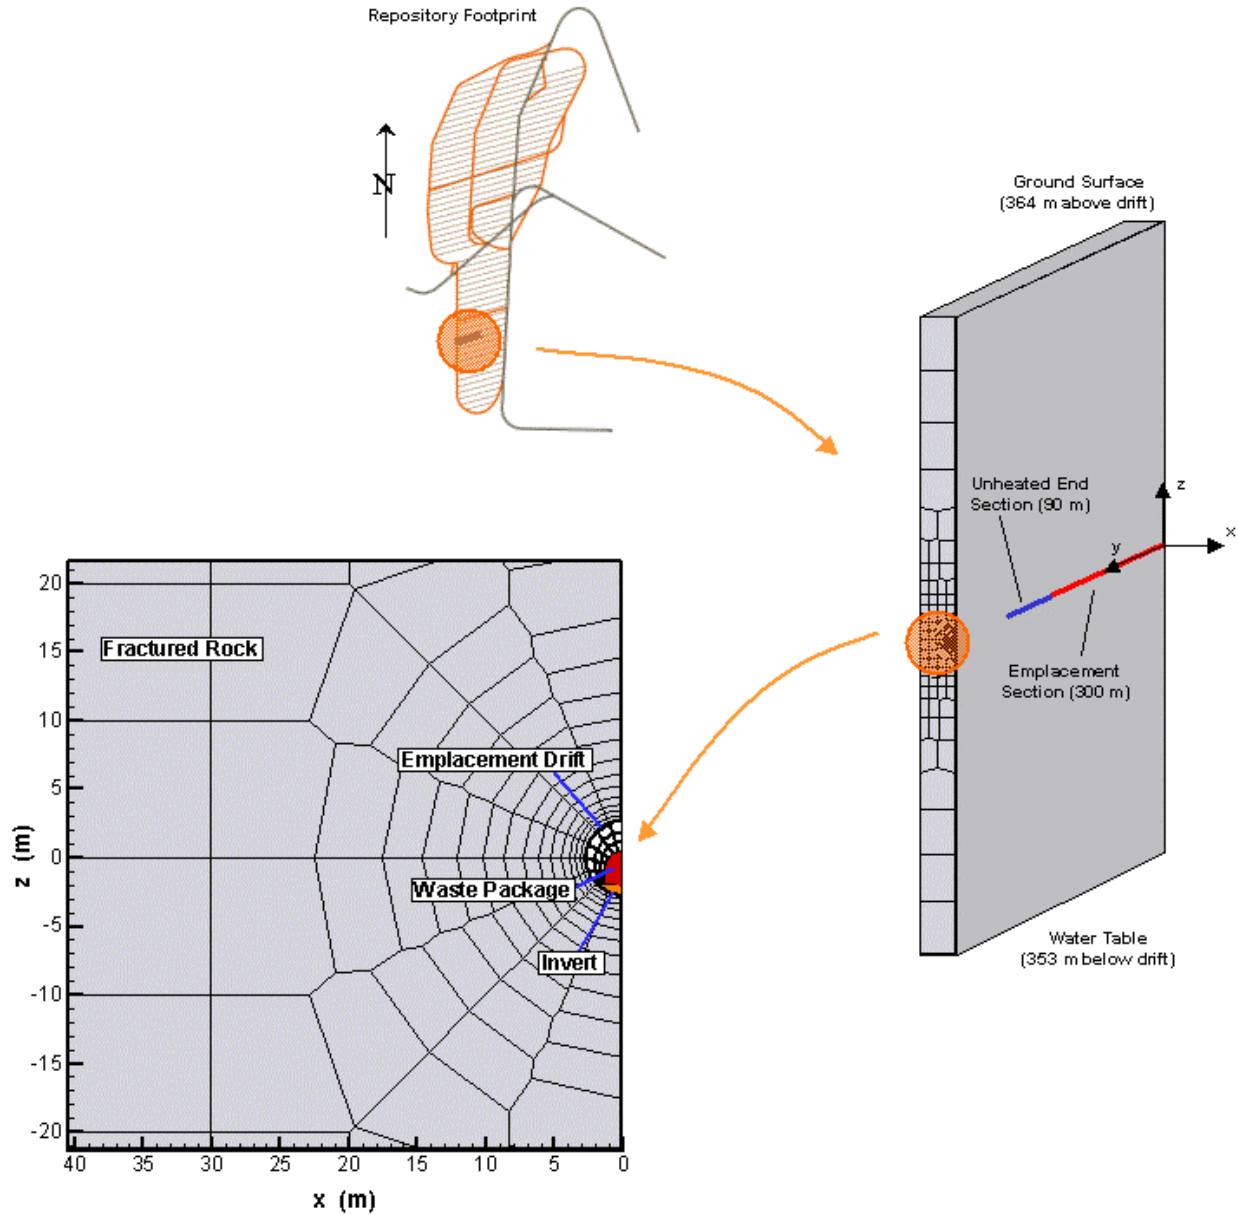 Repository Footprint
N
Ground Surface
(364 m above drift)
Unheated End
Section (90 m)
z
x
y
Emplacement
Section (300 m)
Water Table
(353 m below drift)
20
15
10
5
0
-5
-10
-15
-20
z (m)
Fractured Rock
Emplacement Drift
Waste Package
Invert
40 35 30 25 20 15 10 5 0
x (m)